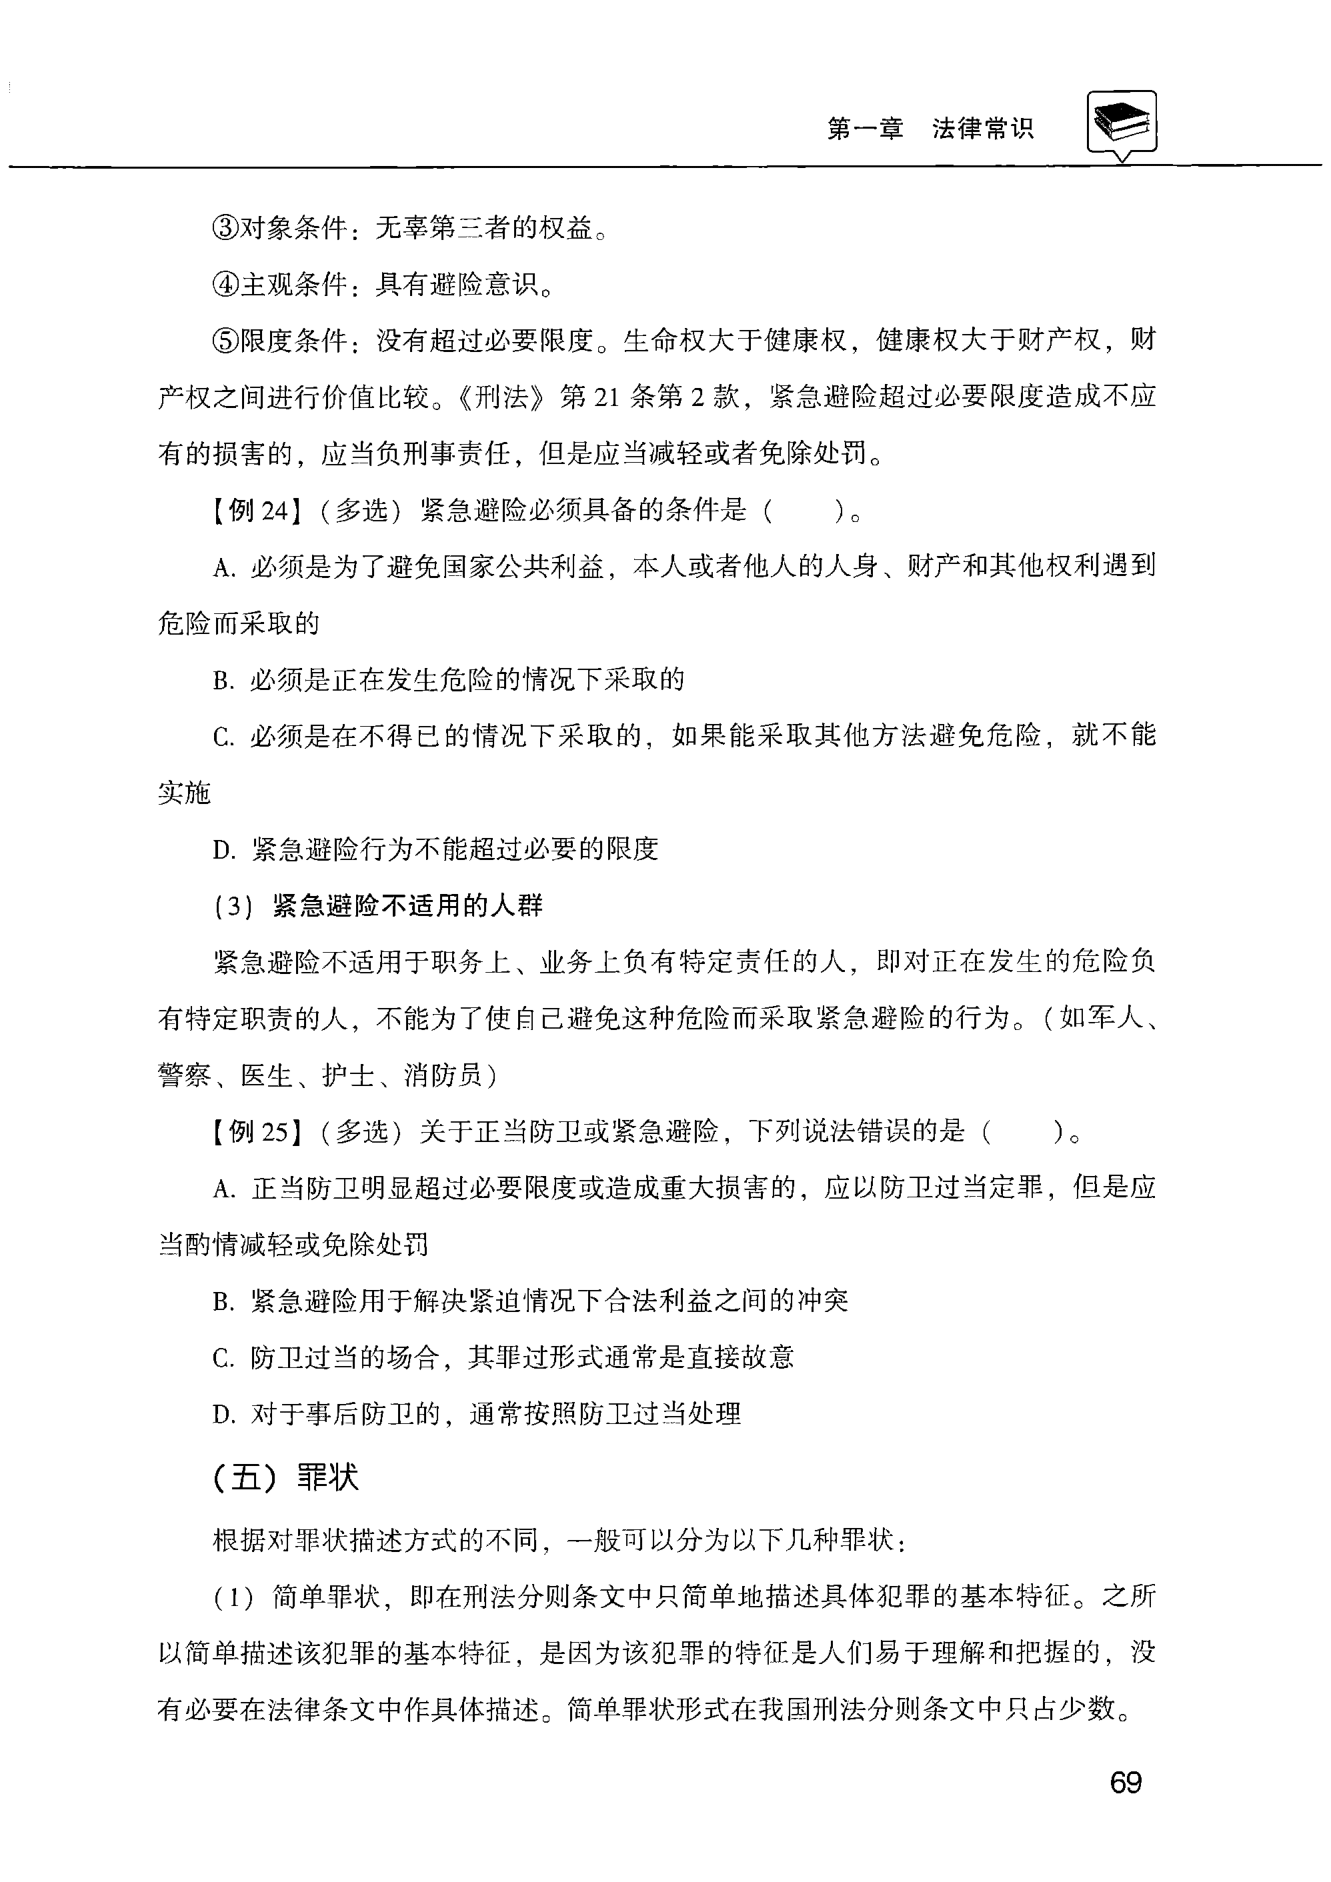 第一章 法律常识
③对象条件：无辜第三者的权益。
④主观条件：具有避险意识。
⑤限度条件：没有超过必要限度。生命权大于健康权，健康权大于财产权，财
产权之间进行价值比较。《刑法》第 21 条第 2 款，紧急避险超过必要限度造成不应
有的损害的，应当负刑事责任，但是应当减轻或者免除处罚。
【例 24】（多选）紧急避险必须具备的条件是（  ）。
A. 必须是为了避免国家公共利益，本人或者他人的人身、财产和其他权利遇到
危险而采取的
B. 必须是正在发生危险的情况下采取的
C. 必须是在不得已的情况下采取的，如果能采取其他方法避免危险，就不能
实施
D. 紧急避险行为不能超过必要的限度
（3）紧急避险不适用的人群
紧急避险不适用于职务上、业务上负有特定责任的人，即对正在发生的危险负
有特定职责的人，不能为了使自己避免这种危险而采取紧急避险的行为。（如军人、
警察、医生、护士、消防员）
【例 25】（多选）关于正当防卫或紧急避险，下列说法错误的是（  ）。
A. 正当防卫明显超过必要限度或造成重大损害的，应以防卫过当定罪，但是应
当酌情减轻或免除处罚
B. 紧急避险用于解决紧迫情况下合法利益之间的冲突
C. 防卫过当的场合，其罪过形式通常是直接故意
D. 对于事后防卫的，通常按照防卫过当处理
（五）罪状
根据对罪状描述方式的不同，一般可以分为以下几种罪状：
（1）简单罪状，即在刑法分则条文中只简单地描述具体犯罪的基本特征。之所
以简单描述该犯罪的基本特征，是因为该犯罪的特征是人们易于理解和把握的，没
有必要在法律条文中作具体描述。简单罪状形式在我国刑法分则条文中只占少数。
69